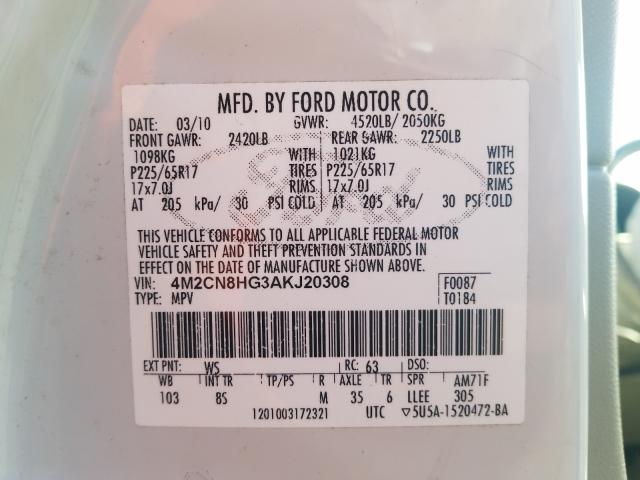 MFD. BY FORD MOTOR CO.
DATE: 03/10 GVWR: 4520LB/ 2050KG
FRONT GAWR: 2420LB REAR GAWR: 2250LB
1098KG WITH 1021KG WITH
P225/65R17 TIRES P225/65R17 TIRES
17x7.0J RIMS 17x7.0J RIMS
AT 205 kPa/ 30 PSI COLD AT 205 kPa/ 30 PSI COLD
Ford
THIS VEHICLE CONFORMS TO ALL APPLICABLE FEDERAL MOTOR
VEHICLE SAFETY AND THEFT PREVENTION STANDARDS IN
EFFECT ON THE DATE OF MANUFACTURE SHOWN ABOVE.
VIN: 4M2CN8HG3AKJ20308 F0087
TYPE: MPV T0184
EXT PNT: WS RC: 63 DSO:
WB INT TR TP/PS R AXLE TR SPR AM71F
103 8S M 35 6 LLEE 305
1201003172321 UTC ▽5U5A-1520472-BA